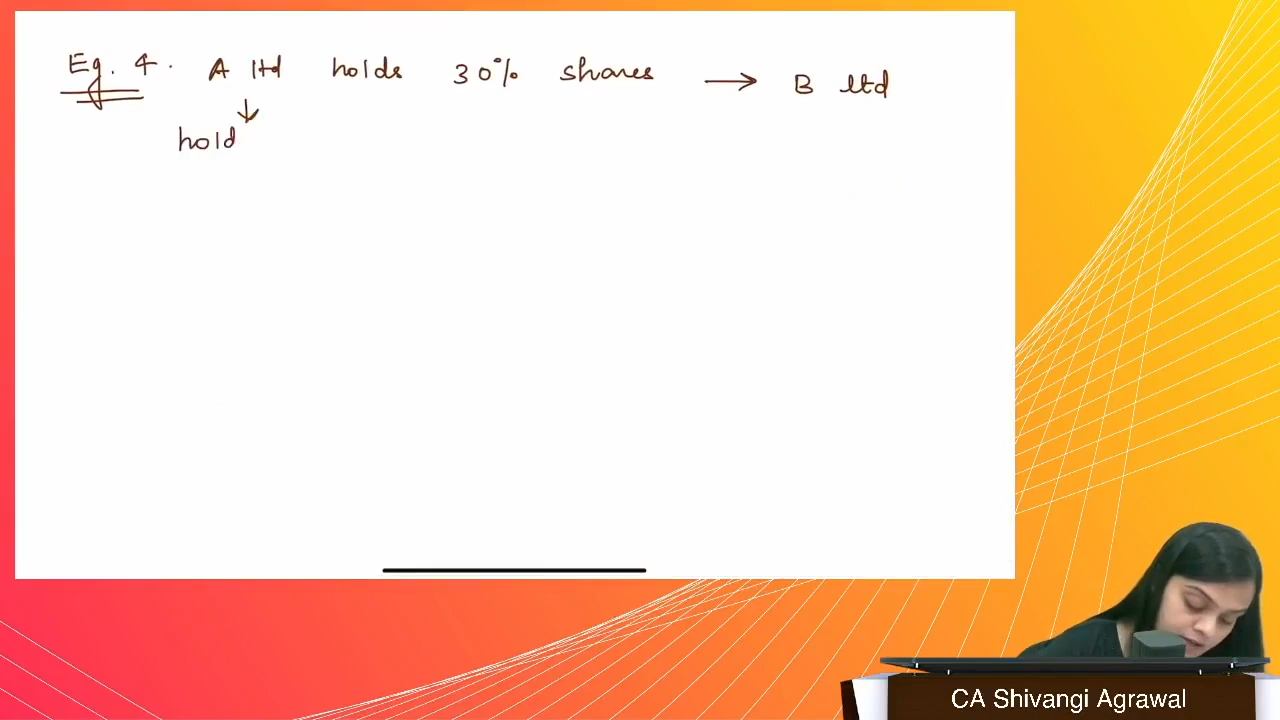 Eg. 4. A ltd holds 30% shares → B ltd
↓
hold
CA Shivangi Agrawal